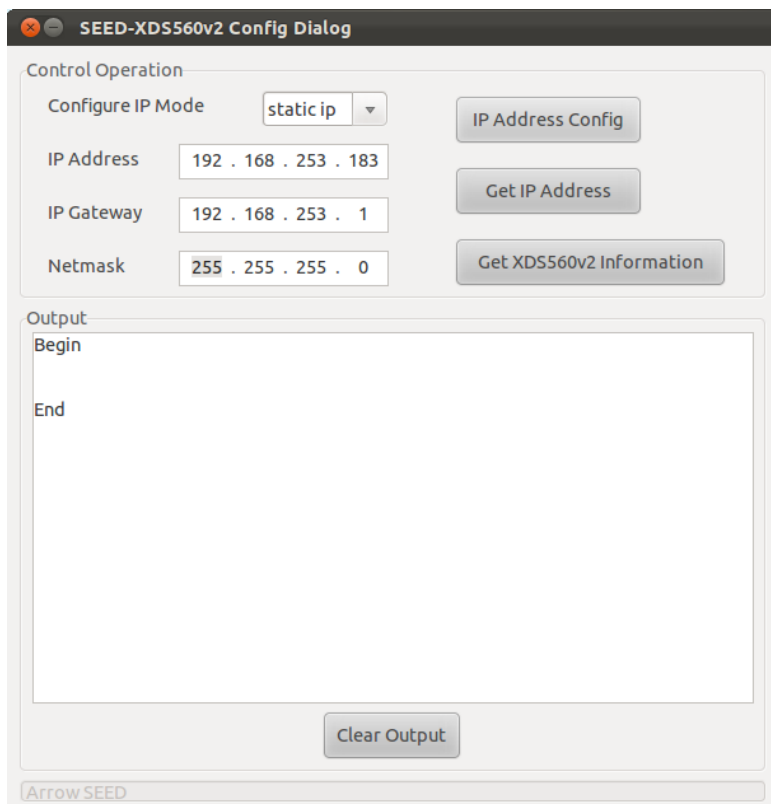 SEED-XDS560v2 Config Dialog
Control Operation
Configure IP Mode
static ip
IP Address Config
IP Address
192 . 168 . 253 . 183
Get IP Address
IP Gateway
192 . 168 . 253 . 1
Netmask
255 . 255 . 255 . 0
Get XDS560v2 Information
Output
Begin
End
Clear Output
Arrow SEED